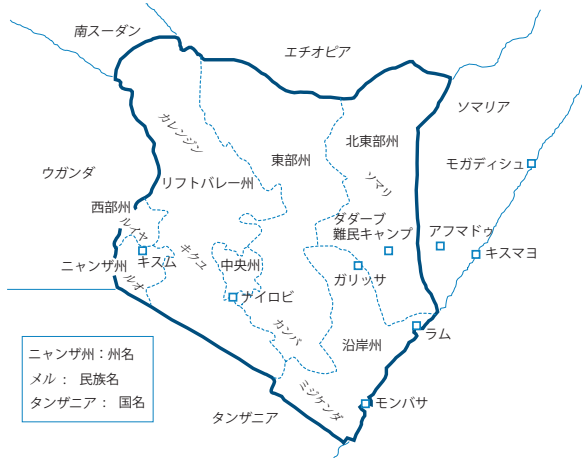 南スーダン
エチオピア
ソマリア
カレンジン
北東部州
東部州
モガディシュ
ウガンダ
リフトバレー州
ソマリ
西部州
ルイヤ
ダダーブ
難民キャンプ
アフマドゥ
キクユ
キスム
中央州
キスマヨ
ニャンザ州
ルオ
ガリッサ
ナイロビ
カンバ
ラム
沿岸州
ニャンザ州：州名
メル： 民族名
タンザニア： 国名
ミジケンダ
モンバサ
タンザニア